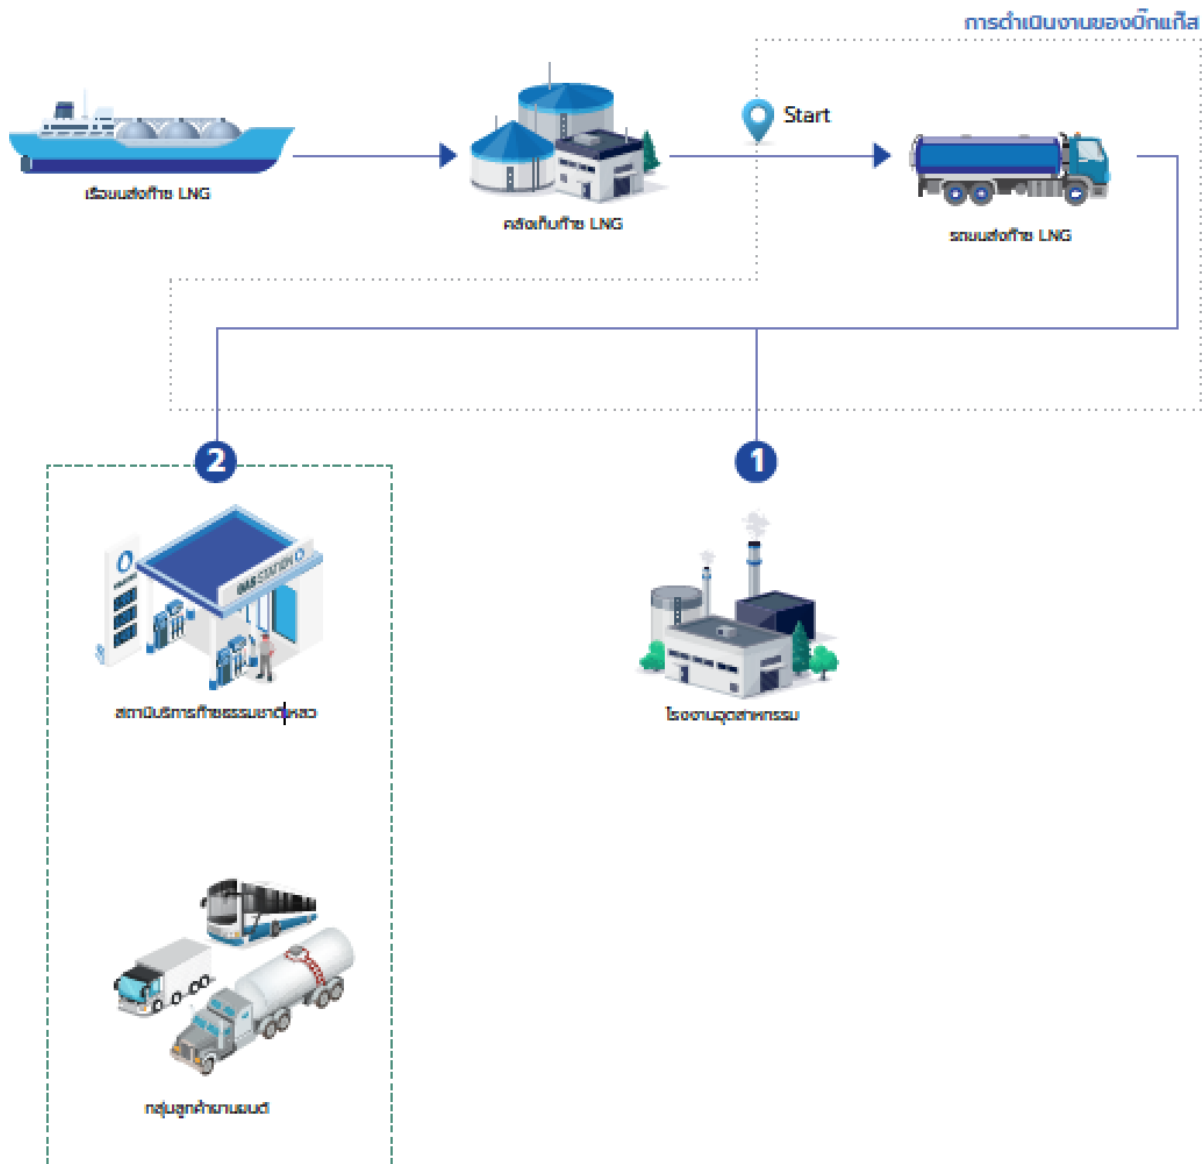 การดำเนินงานของบิ๊กแก๊ส
Start
เรือขนส่งก๊าซ LNG
คลังเก็บก๊าซ LNG
รถขนส่งก๊าซ LNG
2
1
GAS STATION
สถานีบริการก๊าซธรรมชาติเหลว
โรงงานอุตสาหกรรม
กลุ่มลูกค้ายานยนต์